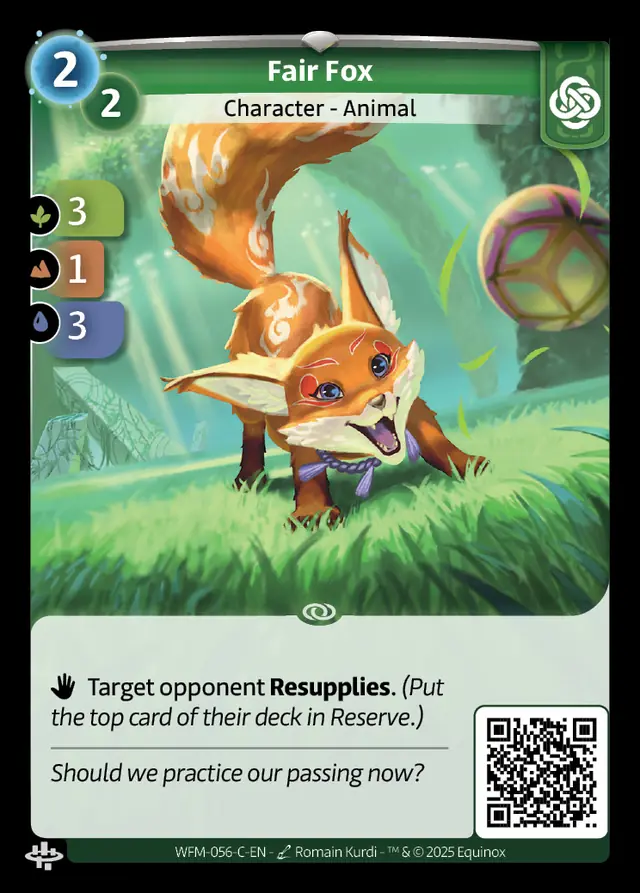 2
Fair Fox
2
Character - Animal
3
1
3
Target opponent Resupplies. (Put
the top card of their deck in Reserve.)
Should we practice our passing now?
WFM-056-C-EN - Romain Kurdi - ™ & © 2025 Equinox